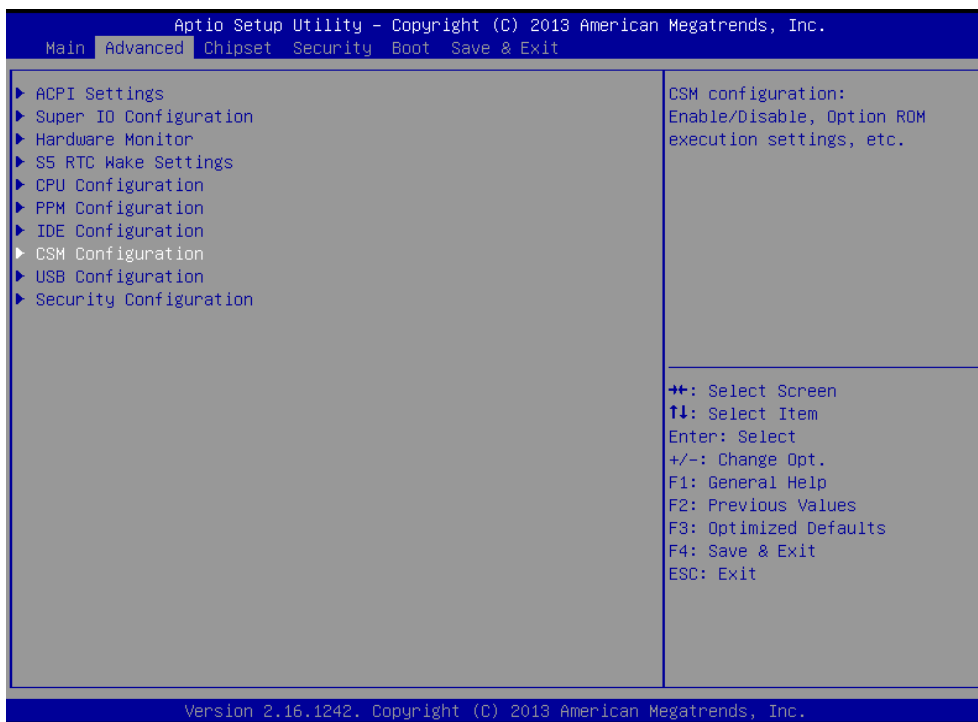 Aptio Setup Utility – Copyright (C) 2013 American Megatrends, Inc.
Main Advanced Chipset Security Boot Save & Exit
▶ ACPI Settings
▶ Super IO Configuration
▶ Hardware Monitor
▶ S5 RTC Wake Settings
▶ CPU Configuration
▶ PPM Configuration
▶ IDE Configuration
▶ CSM Configuration
▶ USB Configuration
▶ Security Configuration
CSM configuration:
Enable/Disable, Option ROM
execution settings, etc.
→←: Select Screen
↑↓: Select Item
Enter: Select
+/-: Change Opt.
F1: General Help
F2: Previous Values
F3: Optimized Defaults
F4: Save & Exit
ESC: Exit
Version 2.16.1242. Copyright (C) 2013 American Megatrends, Inc.